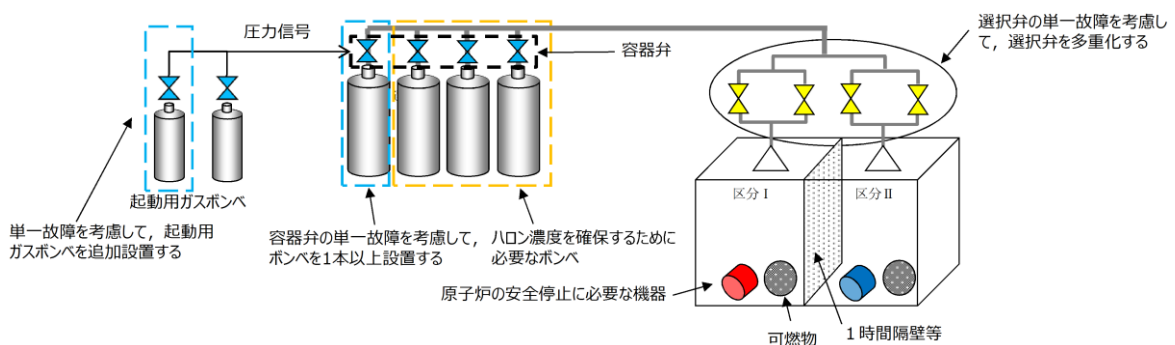 圧力信号
容器弁
選択弁の単一故障を考慮し
て，選択弁を多重化する
起動用ガスボンベ
単一故障を考慮して，起動用
ガスボンベを追加設置する
容器弁の単一故障を考慮して，
ボンベを1本以上設置する
ハロン濃度を確保するために
必要なボンベ
区分Ⅰ
区分Ⅱ
原子炉の安全停止に必要な機器
可燃物
１時間隔壁等